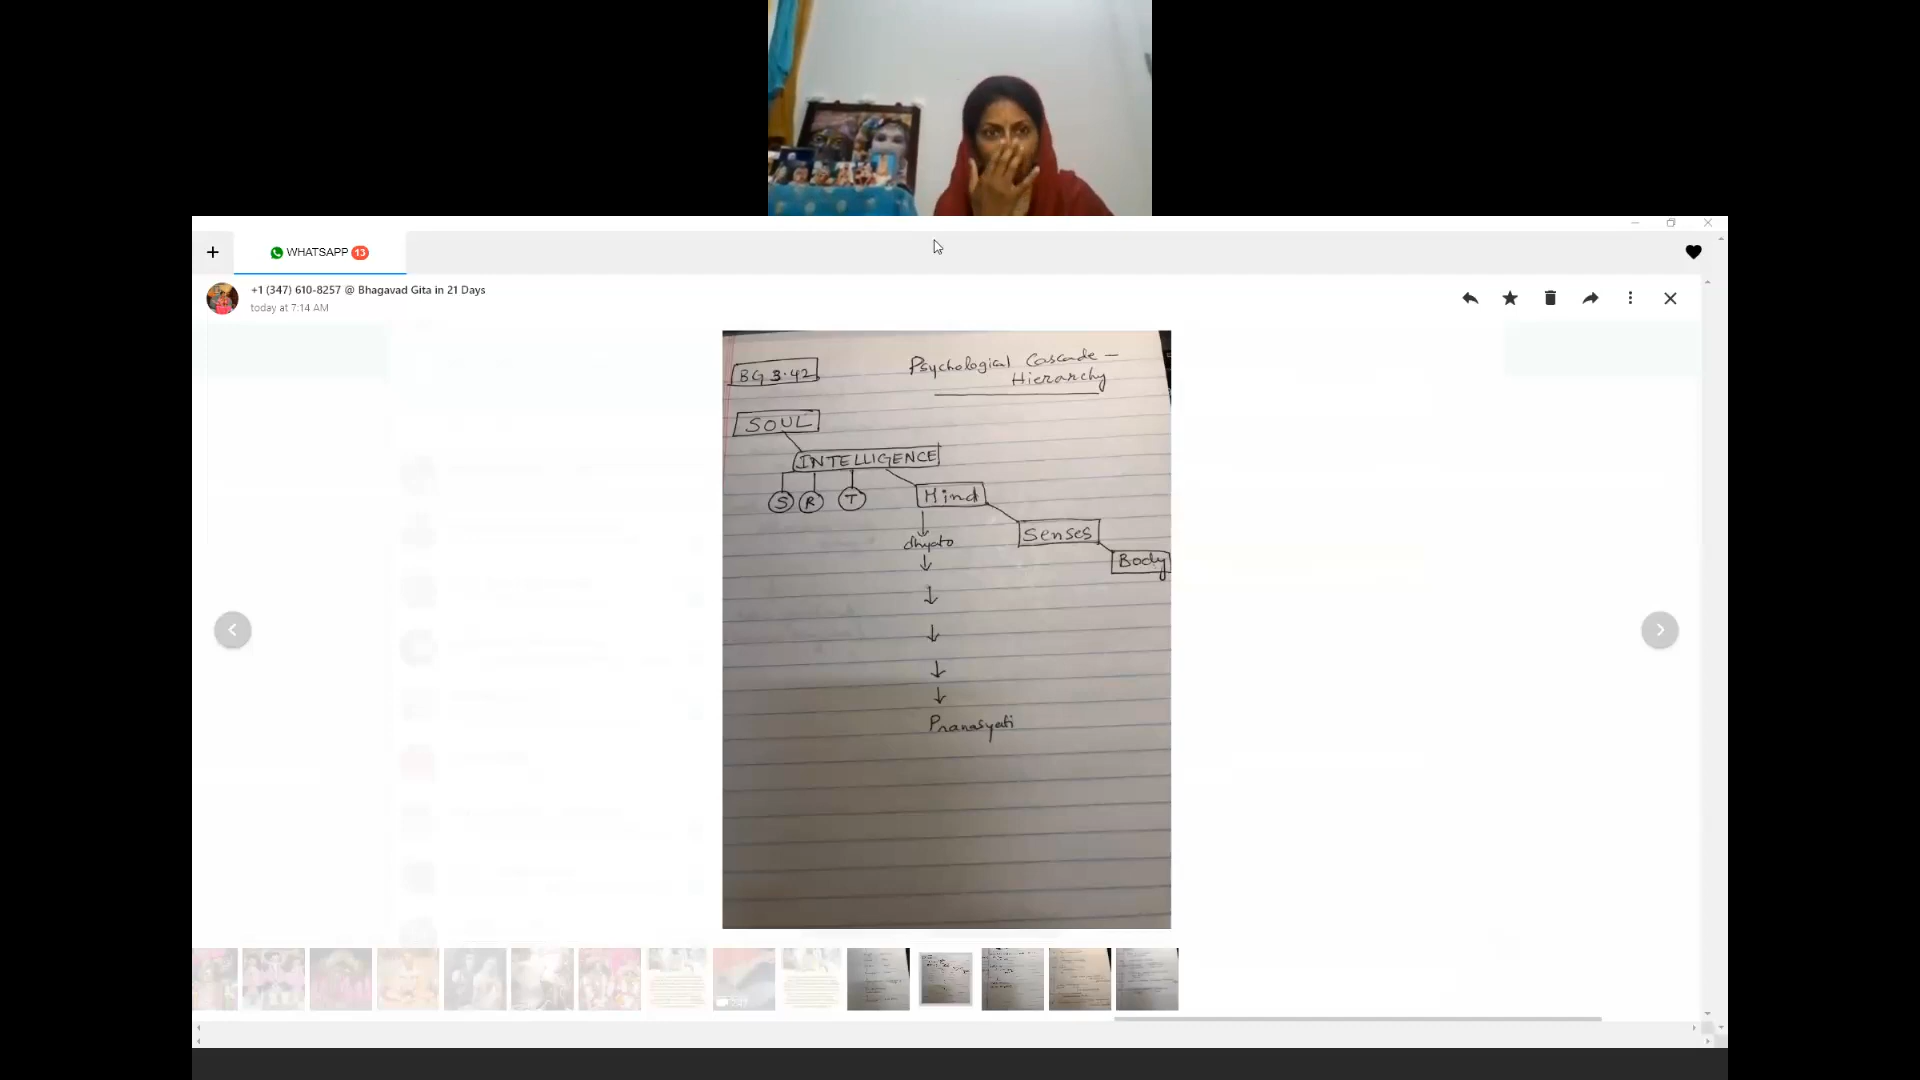 WHATSAPP 13
+1 (347) 610-8257 @ Bhagavad Gita in 21 Days
today at 7:14 AM
BG 3.42
Psychological Cascade -
Hierarchy
SOUL
INTELLIGENCE
S R T
Mind
Senses
dhyato
Body
Pranasyati